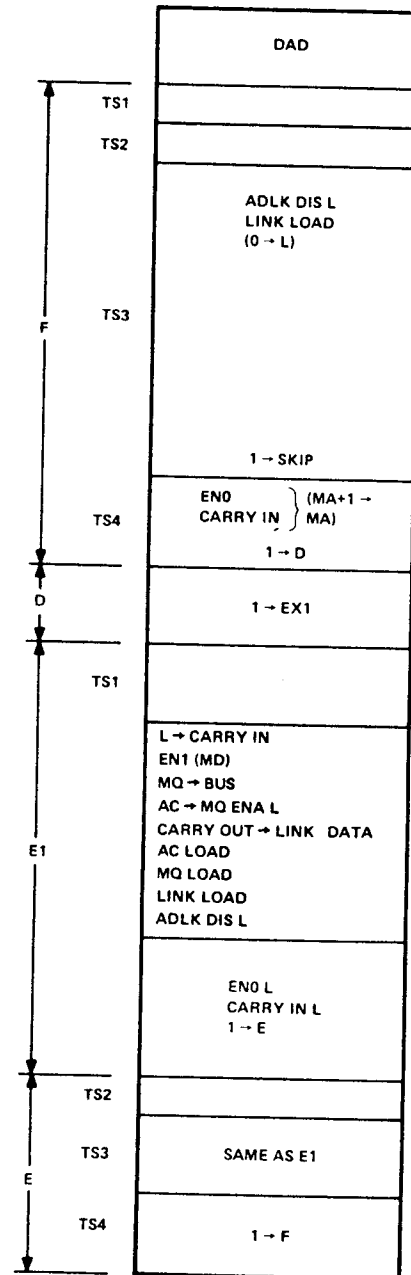 DAD
TS1
TS2
ADLK DIS L
LINK LOAD
(0 → L)
F
TS3
1 → SKIP
EN0 } (MA+1 →
TS4 CARRY IN } MA)
1 → D
D
1 → EX1
TS1
L → CARRY IN
EN1 (MD)
MQ → BUS
AC → MQ ENA L
CARRY OUT → LINK DATA
E1
AC LOAD
MQ LOAD
LINK LOAD
ADLK DIS L
EN0 L
CARRY IN L
1 → E
TS2
TS3 SAME AS E1
E
TS4 1 → F